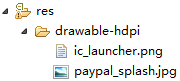 res
drawable-hdpi
ic_launcher.png
paypal_splash.jpg